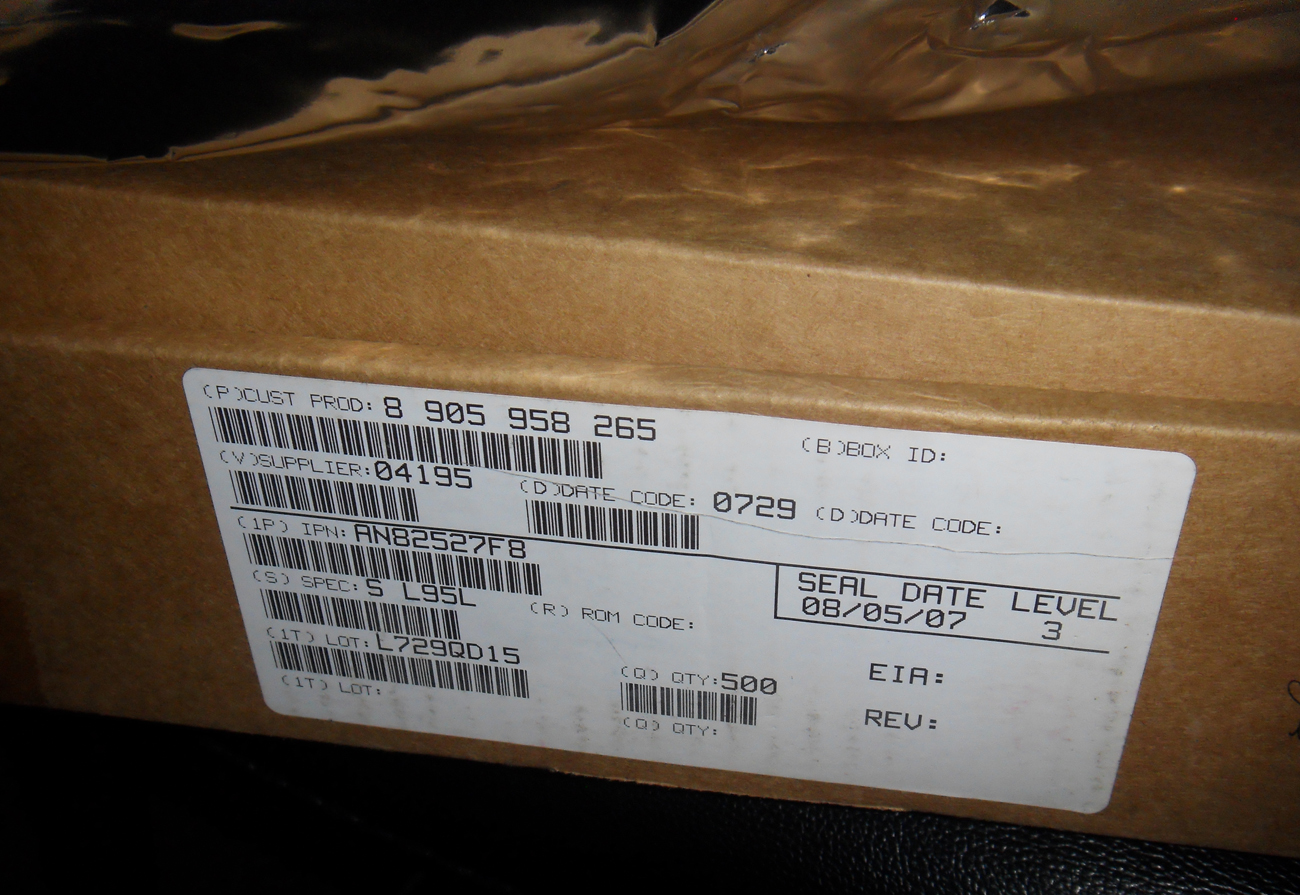 (P)CUST PROD: 8 905 958 265
(B)BOX ID:
(V)SUPPLIER: 04195
(D)DATE CODE: 0729 (D)DATE CODE:
(1P) IPN: AN82527F8
(S) SPEC: S L95L
(R) ROM CODE:
SEAL DATE LEVEL
08/05/07 3
(1T) LOT: L729QD15
(Q) QTY: 500
EIA:
(1T) LOT:
(Q) QTY:
REV: